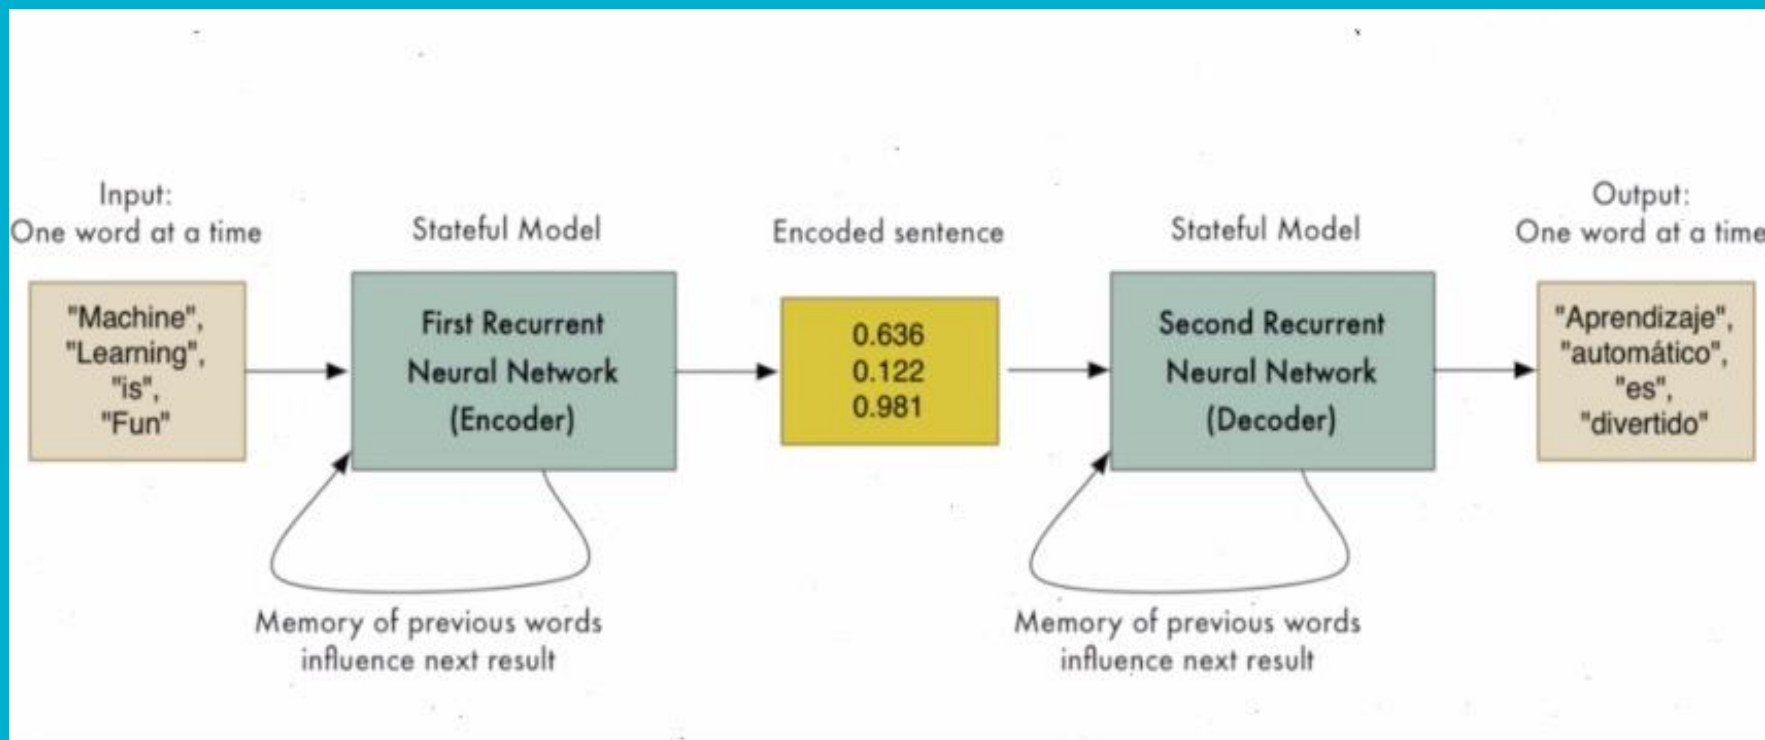 Input:
One word at a time
"Machine",
"Learning",
"is",
"Fun"
Stateful Model
First Recurrent
Neural Network
(Encoder)
Memory of previous words
influence next result
Encoded sentence
0.636
0.122
0.981
Stateful Model
Second Recurrent
Neural Network
(Decoder)
Memory of previous words
influence next result
Output:
One word at a time
"Aprendizaje",
"automático",
"es",
"divertido"